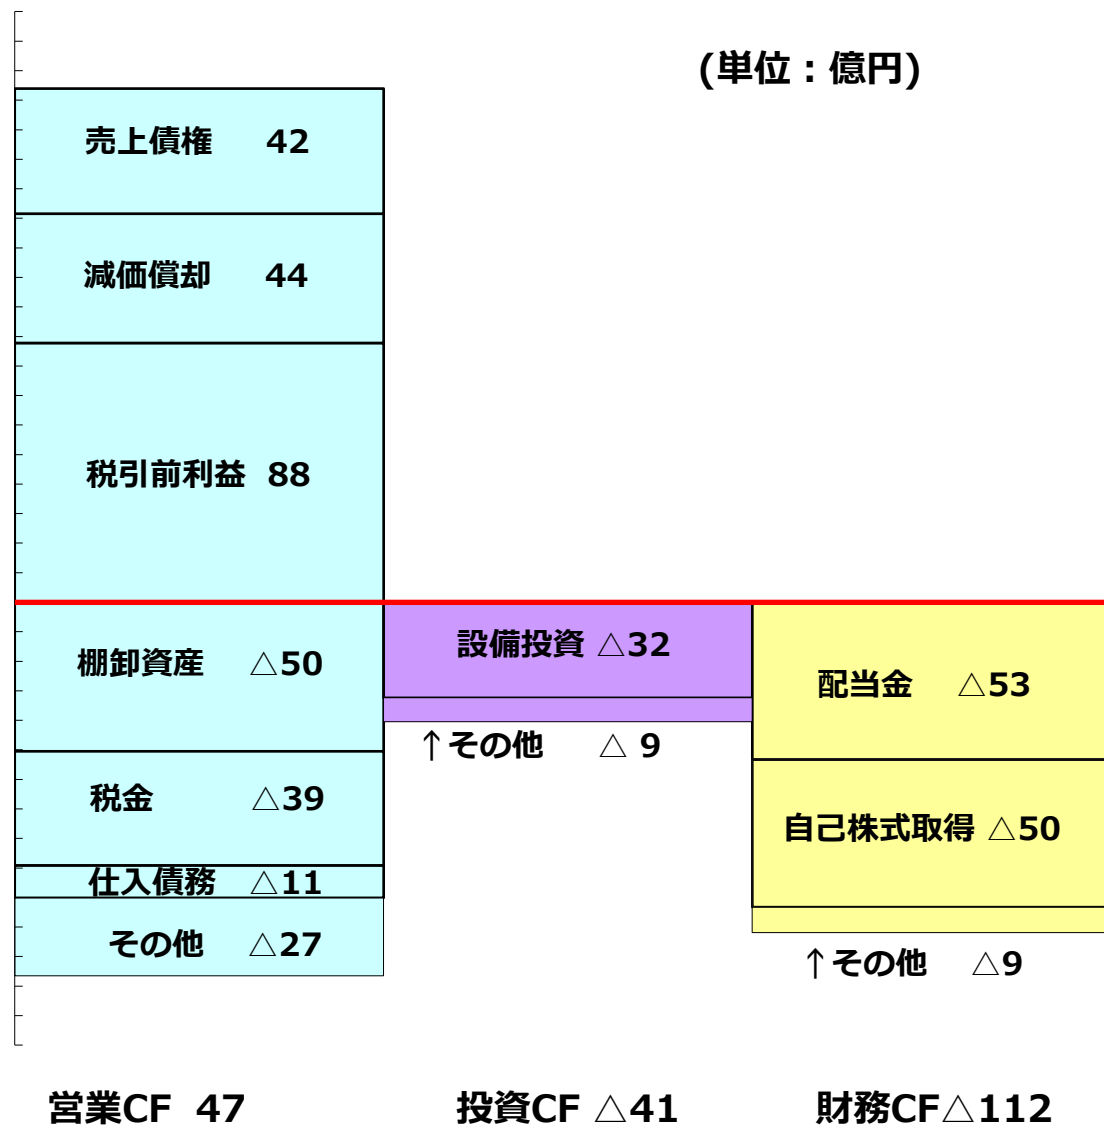 (単位：億円)
売上債権 42
減価償却 44
税引前利益 88
棚卸資産 △50
税金 △39
仕入債務 △11
その他 △27
設備投資 △32
↑その他 △ 9
配当金 △53
自己株式取得 △50
↑その他 △9
営業CF 47
投資CF △41
財務CF△112